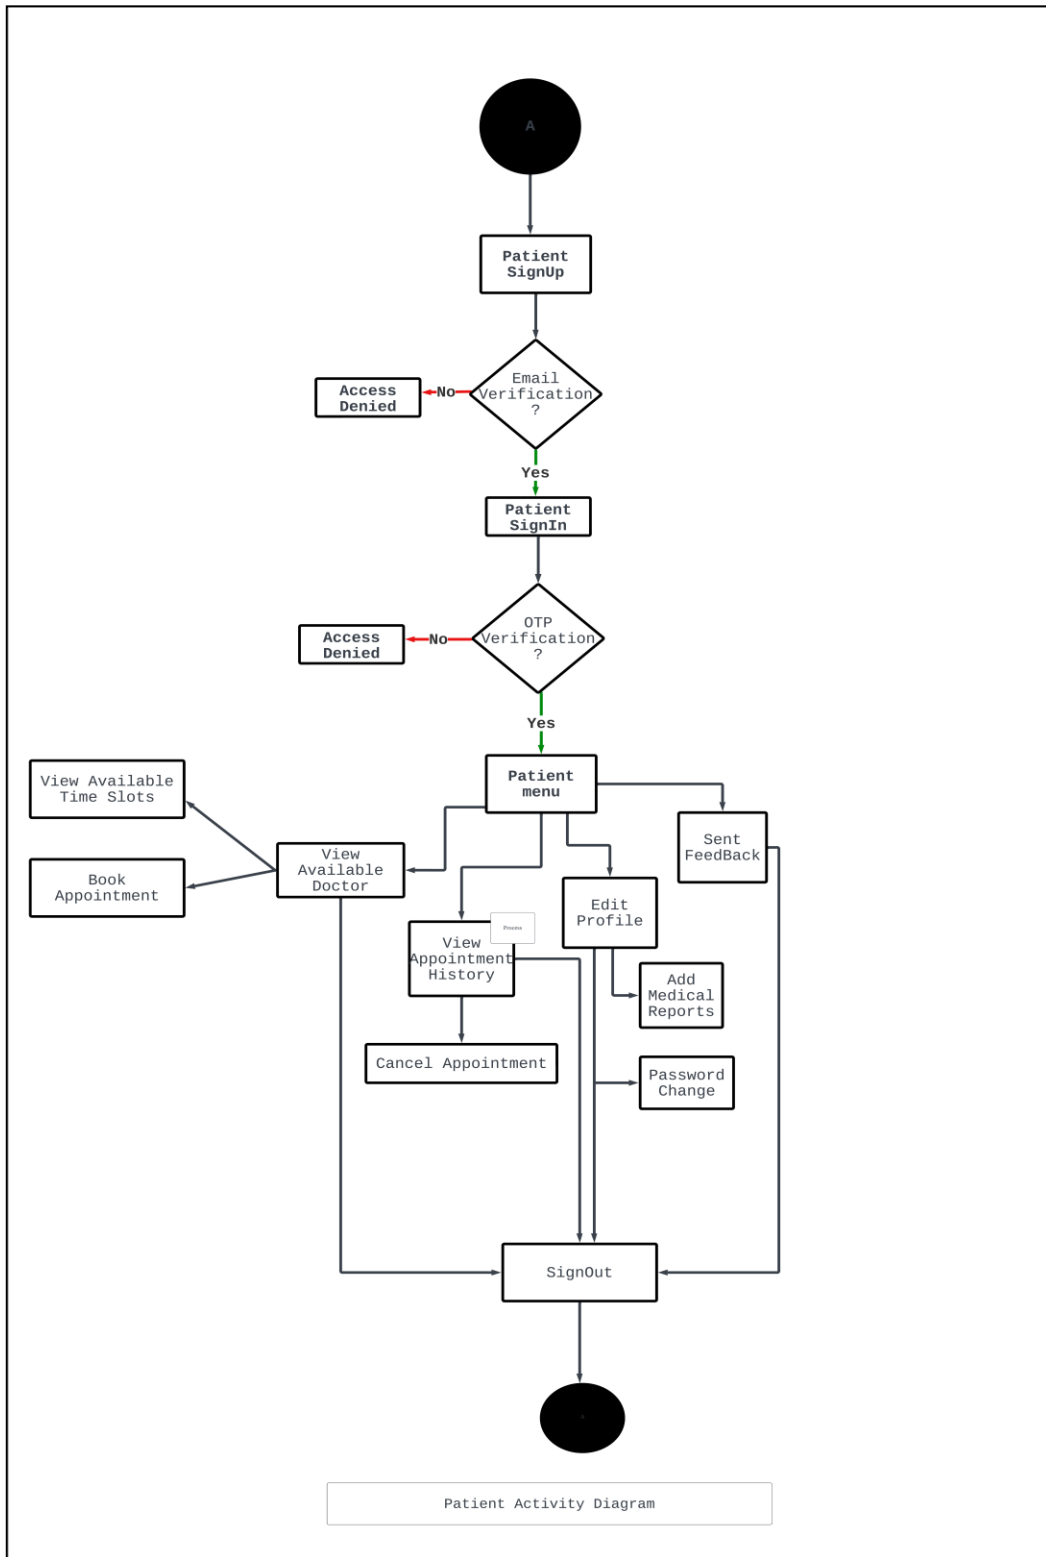 A
Patient
SignUp
Email
Verification
?
No
Access
Denied
Yes
Patient
SignIn
OTP
Verification
?
No
Access
Denied
Yes
Patient
menu
View Available
Time Slots
Book
Appointment
View
Available
Doctor
Sent
FeedBack
Edit
Profile
Process
View
Appointment
History
Add
Medical
Reports
Cancel Appointment
Password
Change
SignOut
Patient Activity Diagram